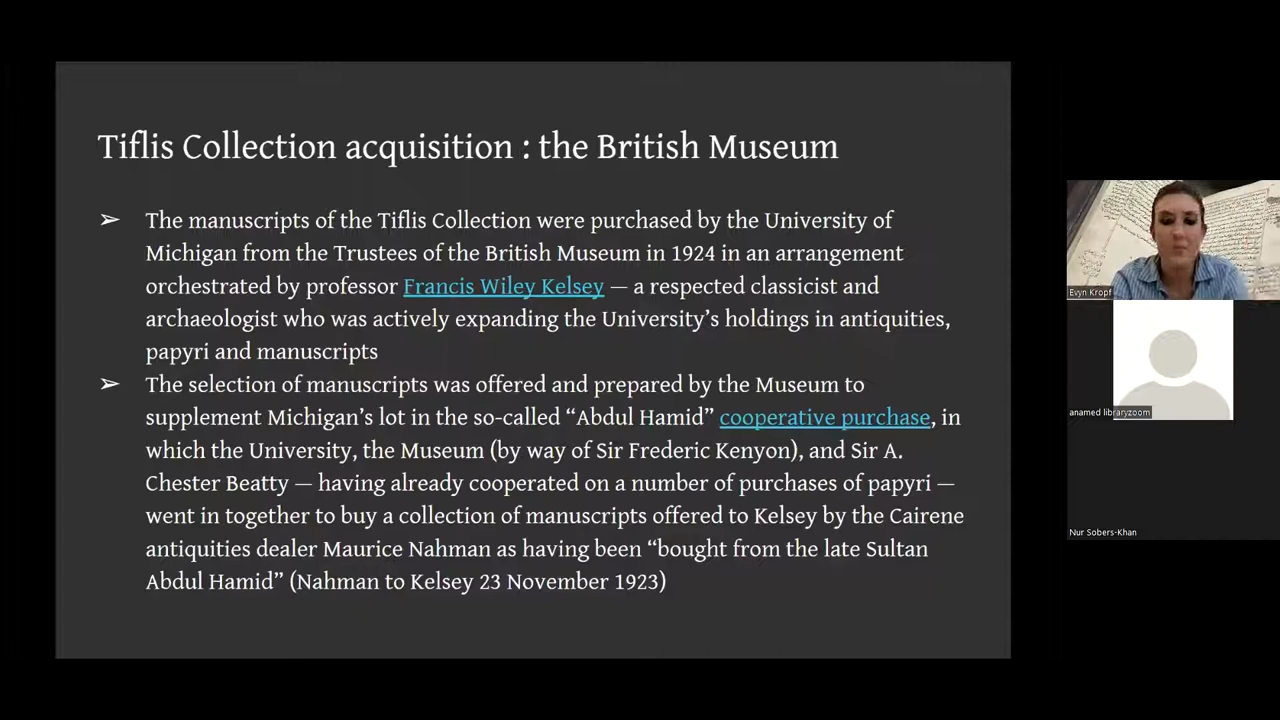 Tiflis Collection acquisition : the British Museum
➢ The manuscripts of the Tiflis Collection were purchased by the University of
Michigan from the Trustees of the British Museum in 1924 in an arrangement
orchestrated by professor Francis Wiley Kelsey — a respected classicist and
archaeologist who was actively expanding the University’s holdings in antiquities,
papyri and manuscripts
➢ The selection of manuscripts was offered and prepared by the Museum to
supplement Michigan’s lot in the so-called “Abdul Hamid” cooperative purchase, in
which the University, the Museum (by way of Sir Frederic Kenyon), and Sir A.
Chester Beatty — having already cooperated on a number of purchases of papyri —
went in together to buy a collection of manuscripts offered to Kelsey by the Cairene
antiquities dealer Maurice Nahman as having been “bought from the late Sultan
Abdul Hamid” (Nahman to Kelsey 23 November 1923)
Evyn Kropf
anamed libraryzoom
Nur Sobers-Khan